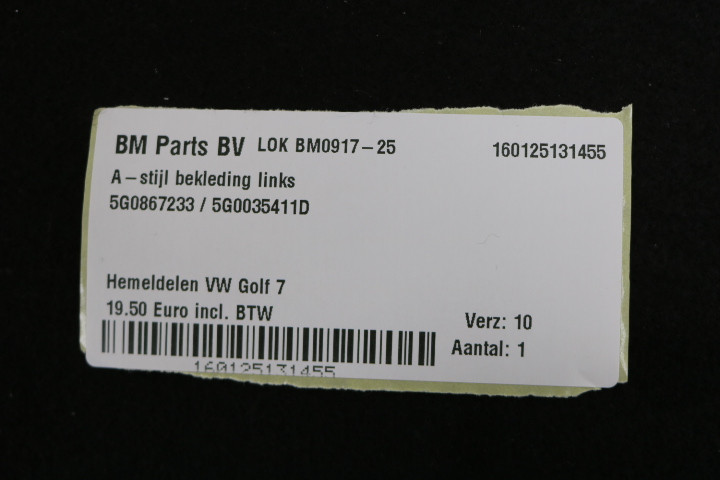 BM Parts BV LOK BM0917-25 160125131455
A-stijl bekleding links
5G0867233 / 5G0035411D
Hemeldelen VW Golf 7
19.50 Euro incl. BTW
Verz: 10
Aantal: 1
160125131455